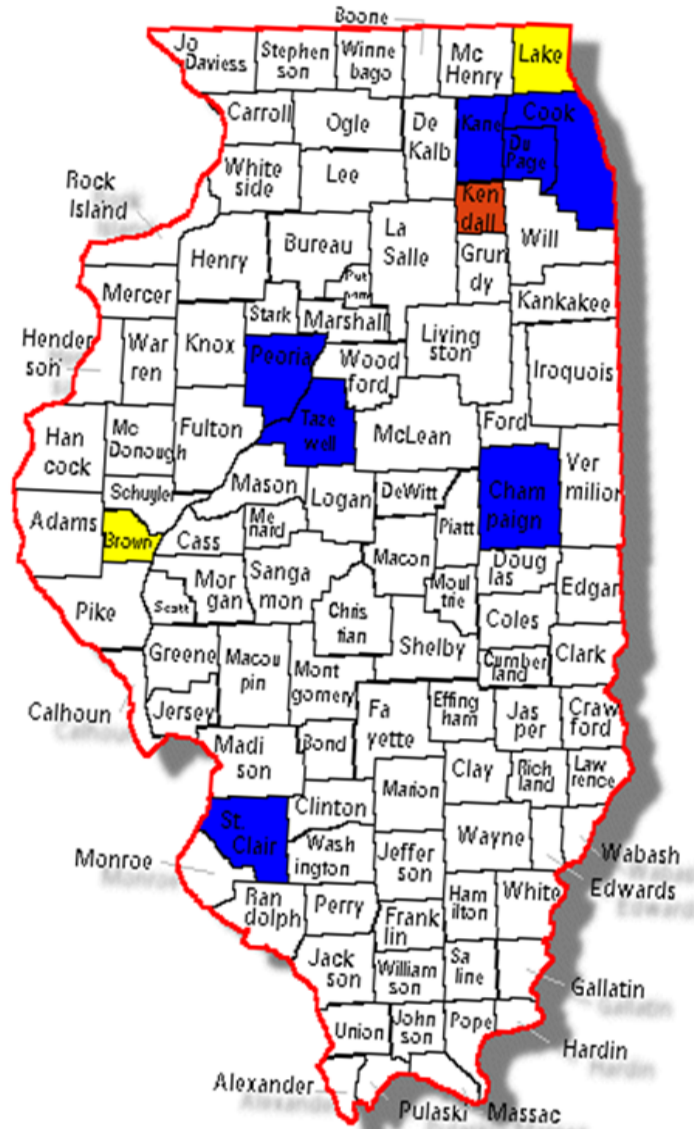 Boone
Jo
Daviess
Stephen
son
Winne
bago
Mc
Henry
Lake
Carroll
Ogle
De
Kalb
Kane
Cook
Du
Page
White
side
Lee
Rock
Island
Ken
dall
Will
Henry
Bureau
La
Salle
Grun
dy
Put
nam
Mercer
Kankakee
Stark
Marshall
Knox
Living
ston
Hender
son
War
ren
Peoria
Wood
ford
Iroquois
Han
cock
Mc
Donough
Fulton
Taze
well
McLean
Ford
Ver
milion
Schuyler
Mason
Logan
DeWitt
Cham
paign
Adams
Brown
Cass
Me
nard
Piatt
Macon
Doug
las
Edgar
Pike
Scott
Mor
gan
Sanga
mon
Chris
tian
Moul
trie
Coles
Shelby
Cumber
land
Clark
Greene
Macou
pin
Mont
gomery
Calhoun
Jersey
Fa
yette
Effing
ham
Jas
per
Craw
ford
Madi
son
Bond
Clay
Rich
land
Law
rence
Marion
Clinton
St.
Clair
Wash
ington
Jeffer
son
Wayne
Wabash
Edwards
Monroe
Ran
dolph
Perry
Frank
lin
Ham
ilton
White
Jack
son
William
son
Sa
line
Gallatin
Union
John
son
Pope
Hardin
Alexander
Pulaski
Massac